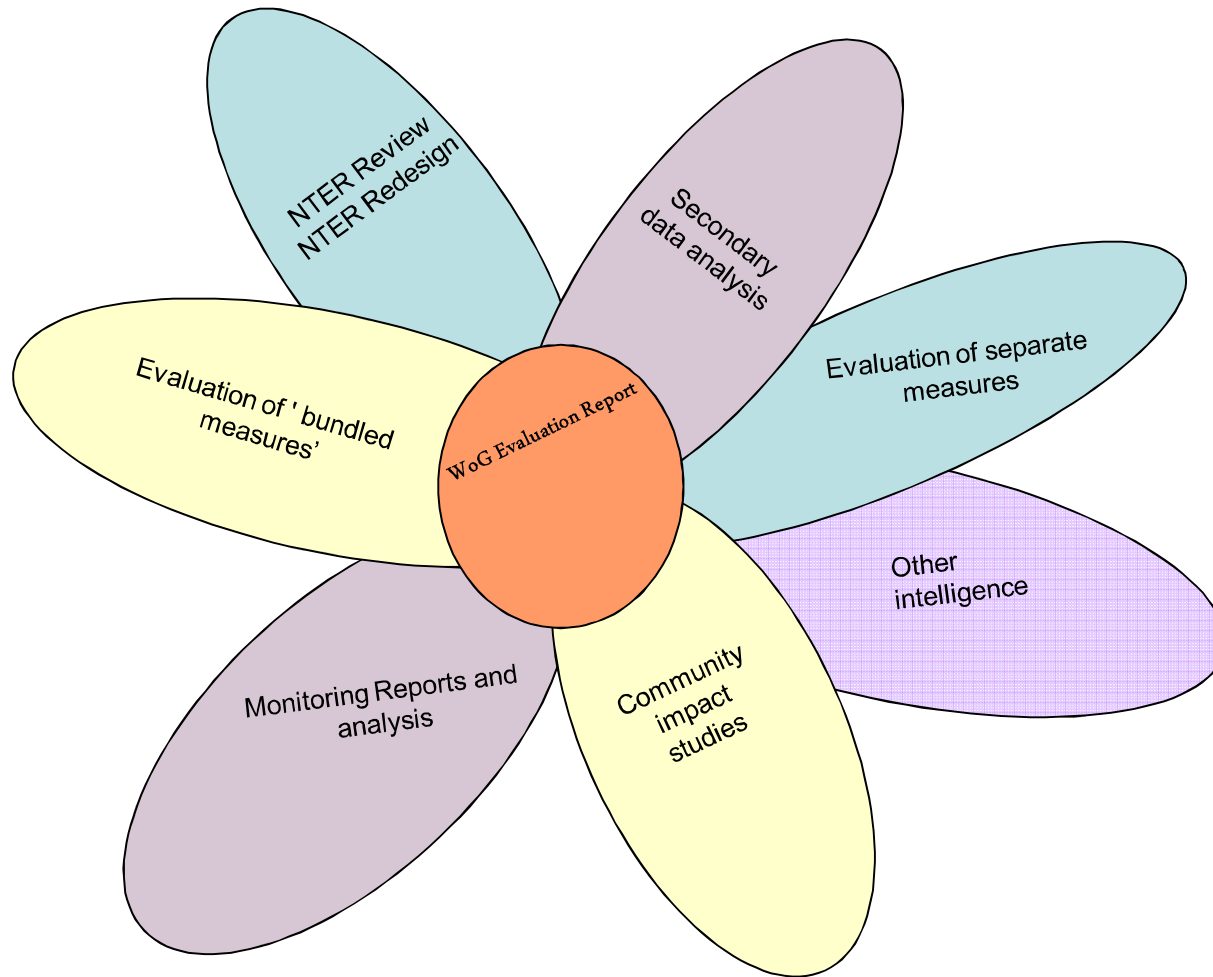 NTER Review
NTER Redesign
Secondary
data analysis
Evaluation of separate
measures
Evaluation of ' bundled
measures’
WoG Evaluation Report
Other
intelligence
Monitoring Reports and
analysis
Community
impact
studies